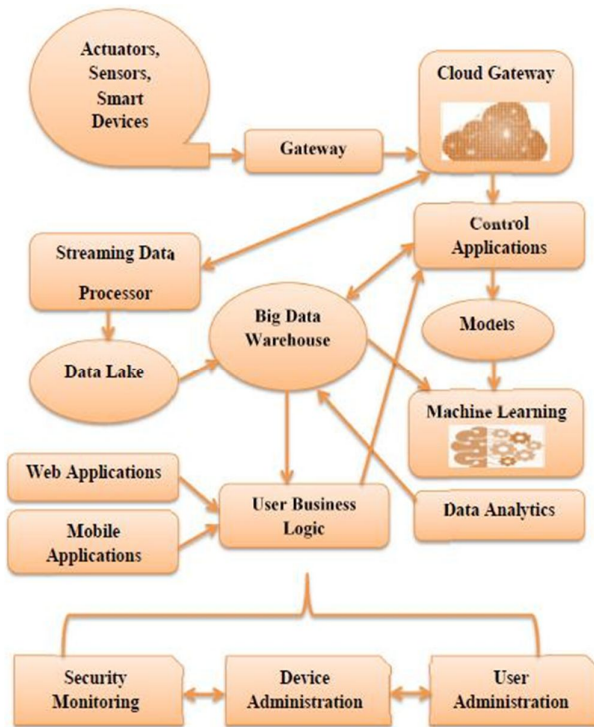 Actuators,
Sensors,
Smart
Devices
Cloud Gateway
Gateway
Control
Applications
Streaming Data
Processor
Big Data
Warehouse
Models
Data Lake
Machine Learning
Web Applications
User Business
Logic
Data Analytics
Mobile
Applications
Security
Monitoring
Device
Administration
User
Administration